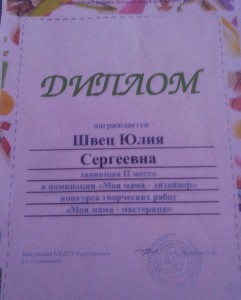 ДИПЛОМ
награждается
Швец Юлия
Сергеевна
занявшая II место
в номинации «Моя мама - дизайнер»
конкурса творческих работ
«Моя мама - мастерица»